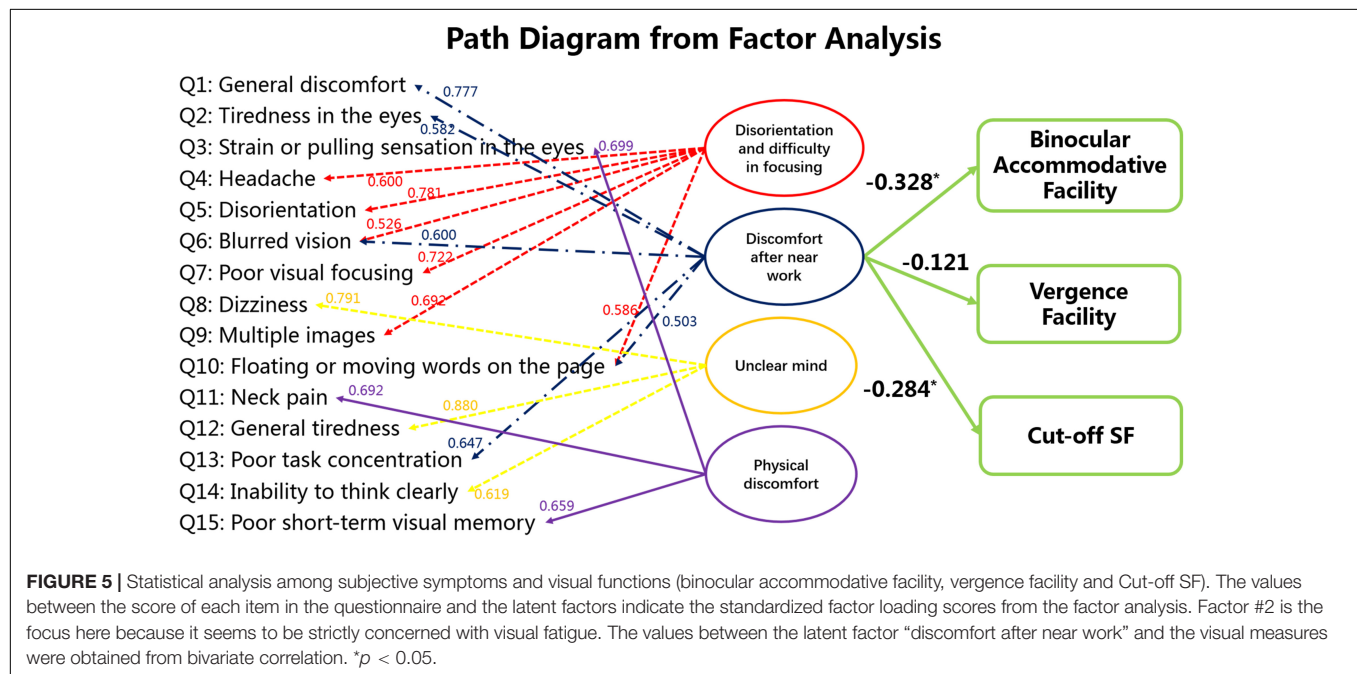 Path Diagram from Factor Analysis
Q1: General discomfort
0.777
Q2: Tiredness in the eyes
0.582
Q3: Strain or pulling sensation in the eyes
0.699
Q4: Headache
0.600
Q5: Disorientation
0.781
0.526
Q6: Blurred vision
0.600
Q7: Poor visual focusing
0.722
Q8: Dizziness
0.791
0.692
Q9: Multiple images
0.586
0.503
Q10: Floating or moving words on the page
Q11: Neck pain
0.692
0.880
Q12: General tiredness
0.647
Q13: Poor task concentration
Q14: Inability to think clearly
0.619
0.659
Q15: Poor short-term visual memory
Disorientation
and difficulty
in focusing
Discomfort
after near
work
Unclear mind
Physical
discomfort
-0.328*
-0.121
-0.284*
Binocular
Accommodative
Facility
Vergence
Facility
Cut-off SF
FIGURE 5 | Statistical analysis among subjective symptoms and visual functions (binocular accommodative facility, vergence facility and Cut-off SF). The values
between the score of each item in the questionnaire and the latent factors indicate the standardized factor loading scores from the factor analysis. Factor #2 is the
focus here because it seems to be strictly concerned with visual fatigue. The values between the latent factor “discomfort after near work” and the visual measures
were obtained from bivariate correlation. *p < 0.05.